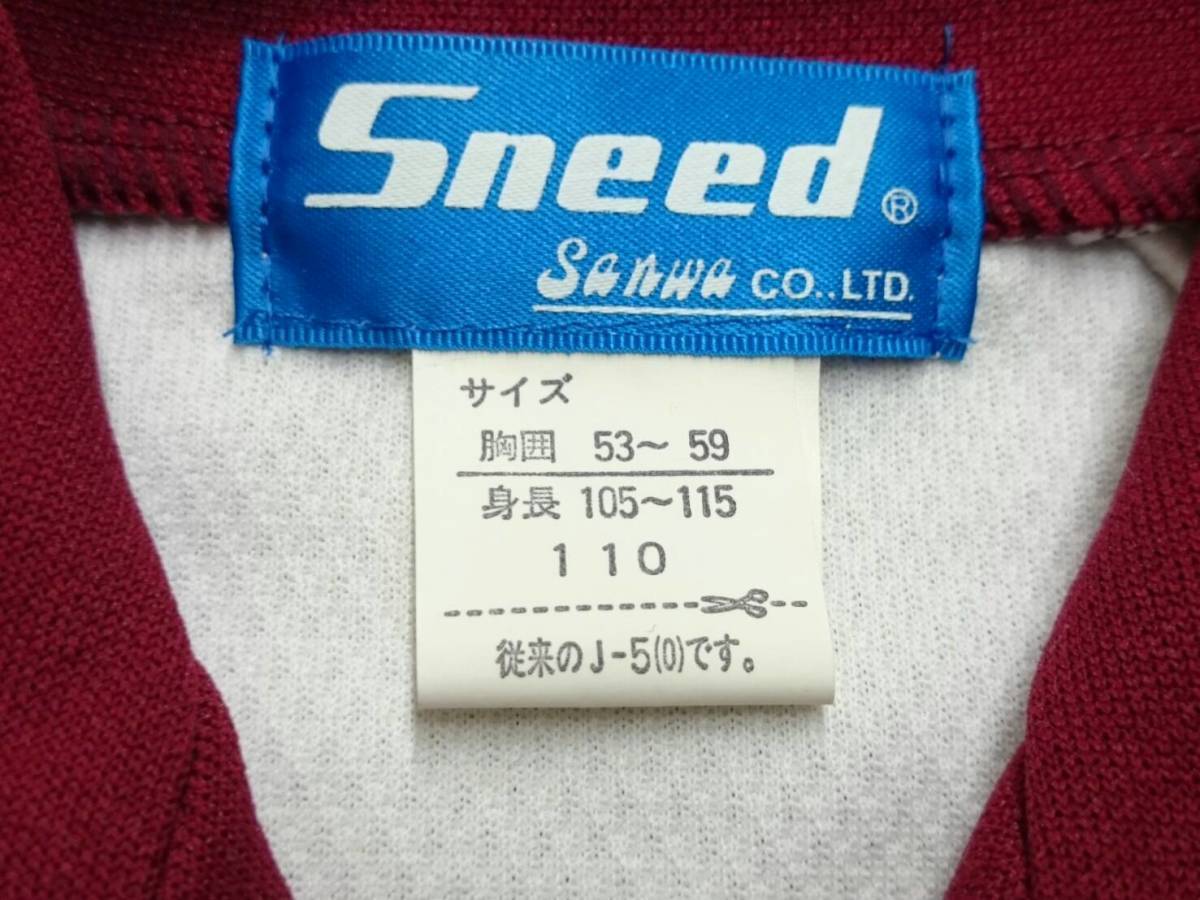 Sneed®
Sanwa CO.,LTD.
サイズ
胸囲 53～59
身長 105～115
110
従来のJ-5(0)です。